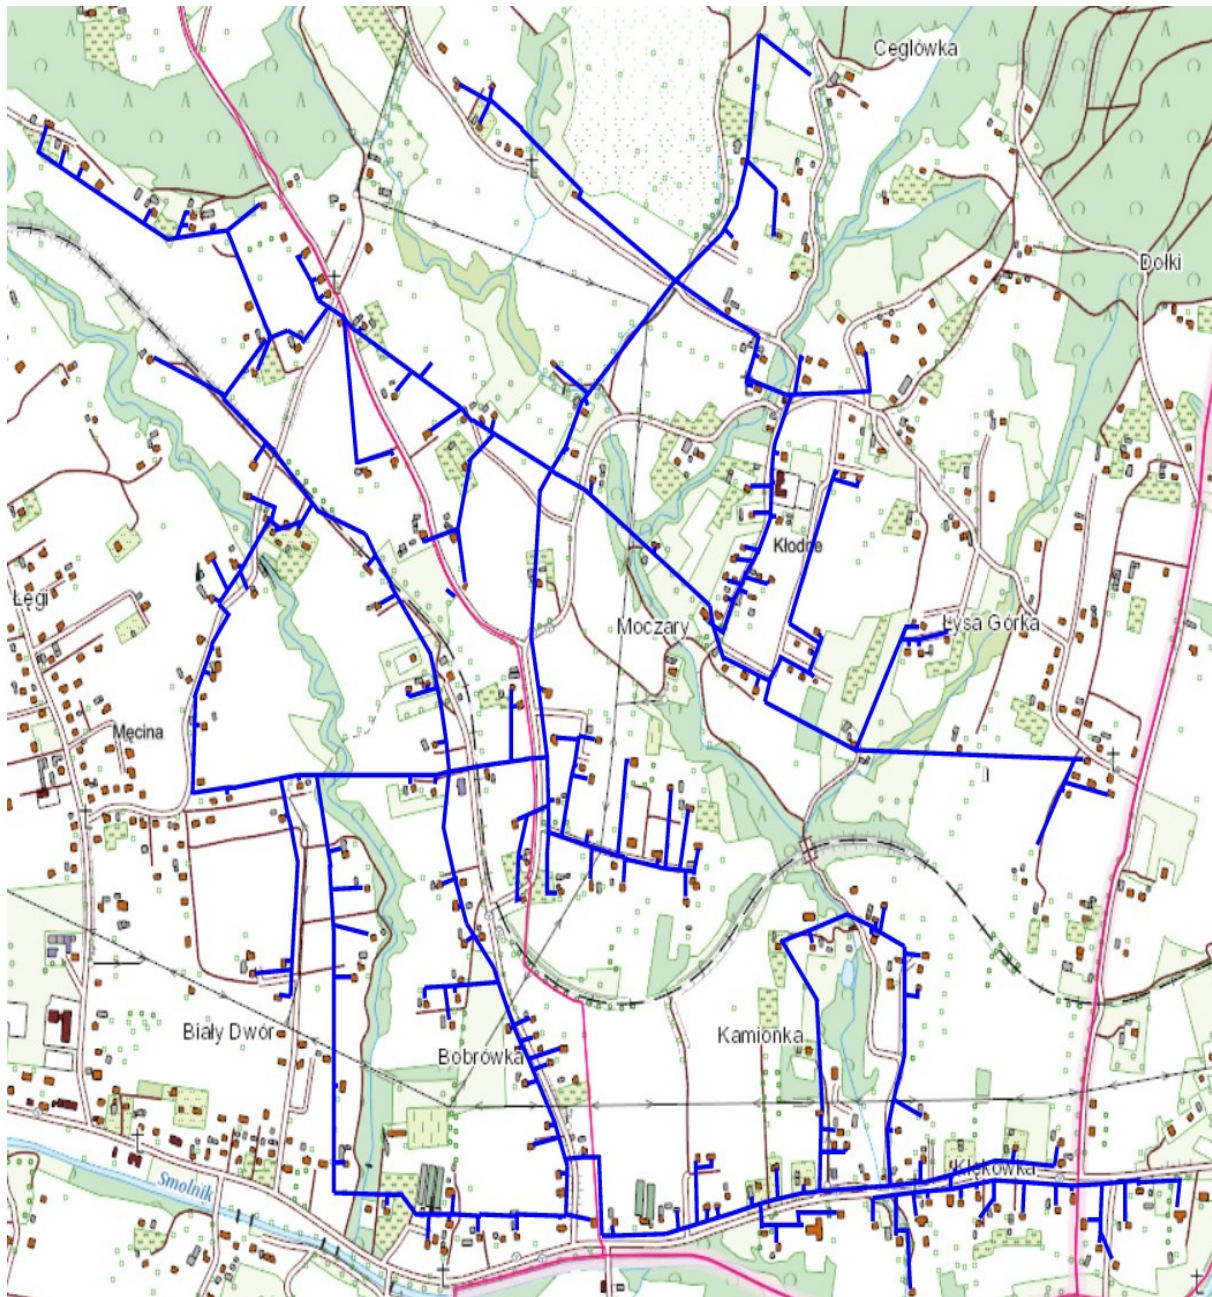 Ceglówka
Dołki
Kłodne
Łęgi
Moczary
Łysa Górka
Męcina
Biały Dwór
Kamionka
Bobrówka
Klękówka
Smolnik